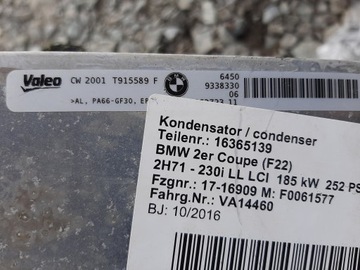 Valeo CW 2001 T915589 F 6450
9338330
06
>AL, PA66-GF30,
Kondensator / condenser
Teilenr.: 16365139
BMW 2er Coupe (F22)
2H71 - 230i LL LCI 185 kW 252 PS
Fzgnr.: 17-16909 M: F0061577
Fahrg.Nr.: VA14460
BJ: 10/2016